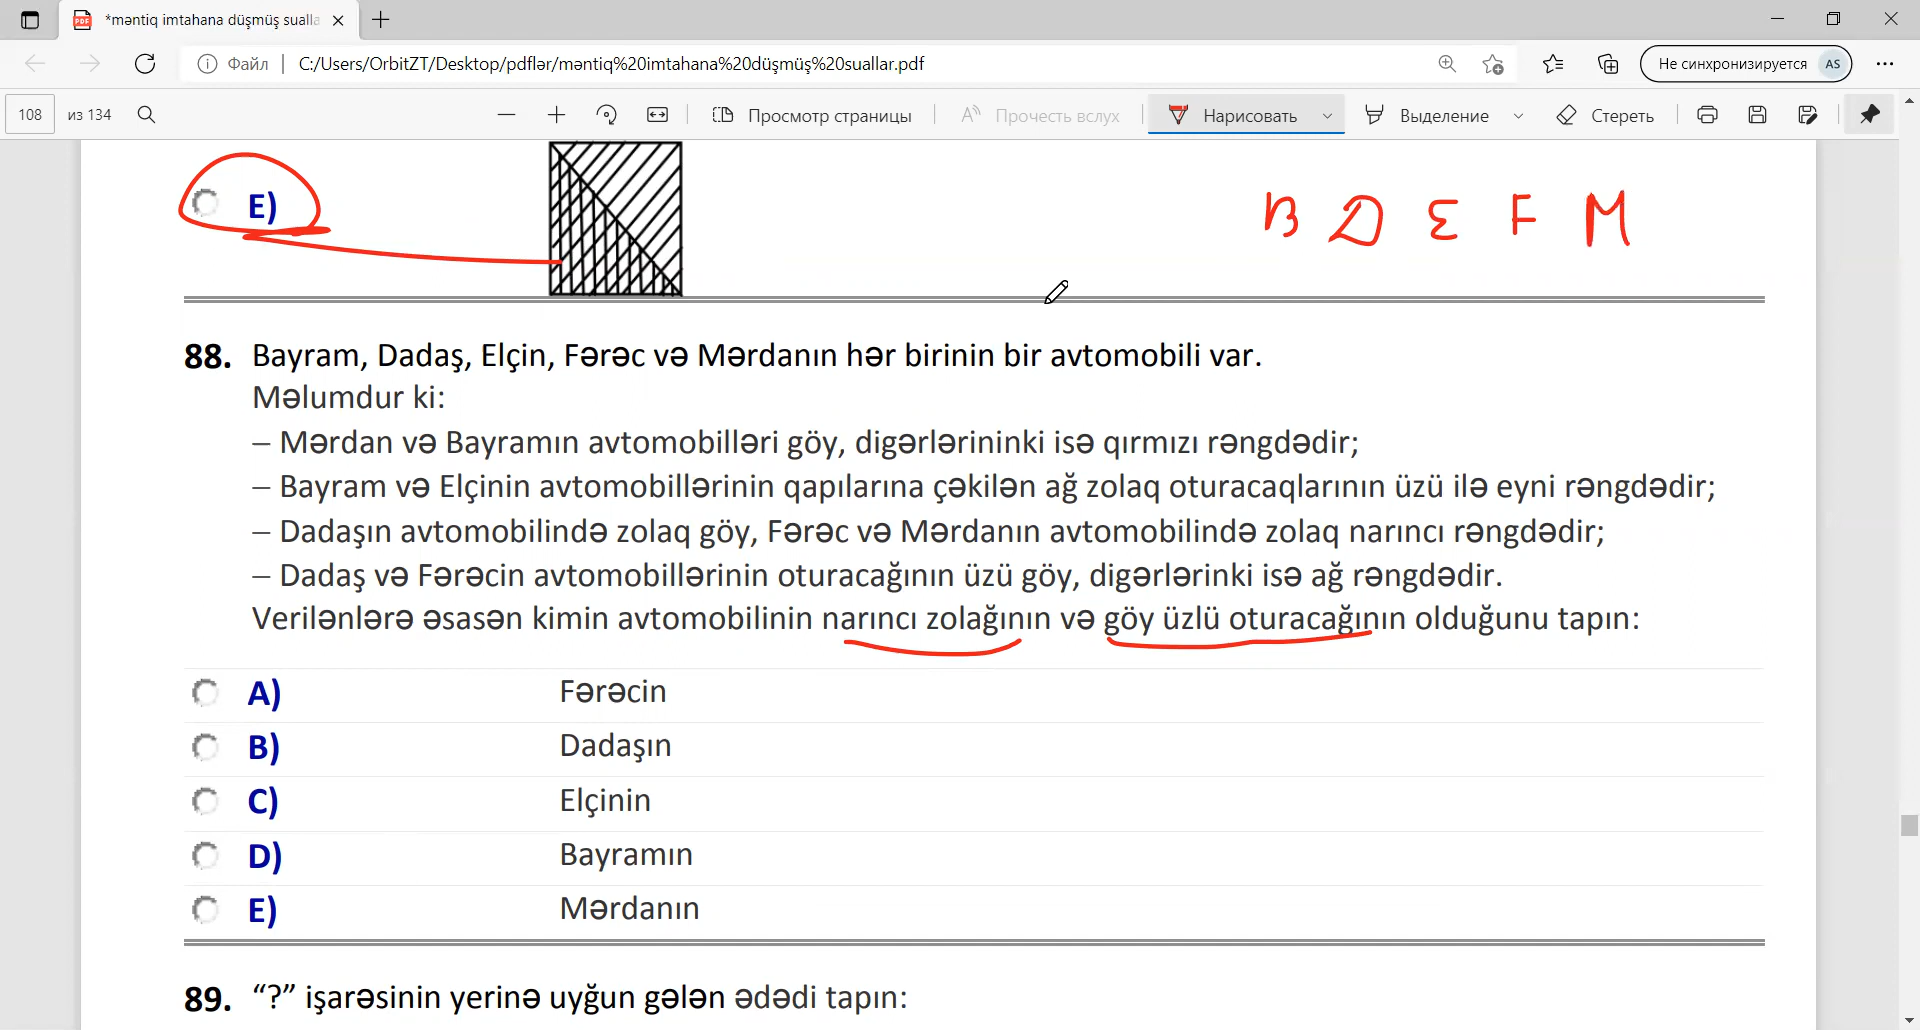 *məntiq imtahana düşmüş sualla
Файл
C:/Users/OrbitZT/Desktop/pdflər/məntiq%20imtahana%20düşmüş%20suallar.pdf
Не синхронизируется AS
108 из 134
Просмотр страницы
Прочесть вслух
Нарисовать
Выделение
Стереть
E)
B D E F M
88. Bayram, Dadaş, Elçin, Fərəc və Mərdanın hər birinin bir avtomobili var.
Məlumdur ki:
– Mərdan və Bayramın avtomobilləri göy, digərlərininki isə qırmızı rəngdədir;
– Bayram və Elçinin avtomobillərinin qapılarına çəkilən ağ zolaq oturacaqlarının üzü ilə eyni rəngdədir;
– Dadaşın avtomobilində zolaq göy, Fərəc və Mərdanın avtomobilində zolaq narıncı rəngdədir;
– Dadaş və Fərəcin avtomobillərinin oturacağının üzü göy, digərlərinki isə ağ rəngdədir.
Verilənlərə əsasən kimin avtomobilinin narıncı zolağının və göy üzlü oturacağının olduğunu tapın:
A) Fərəcin
B) Dadaşın
C) Elçinin
D) Bayramın
E) Mərdanın
89. “?” işarəsinin yerinə uyğun gələn ədədi tapın: